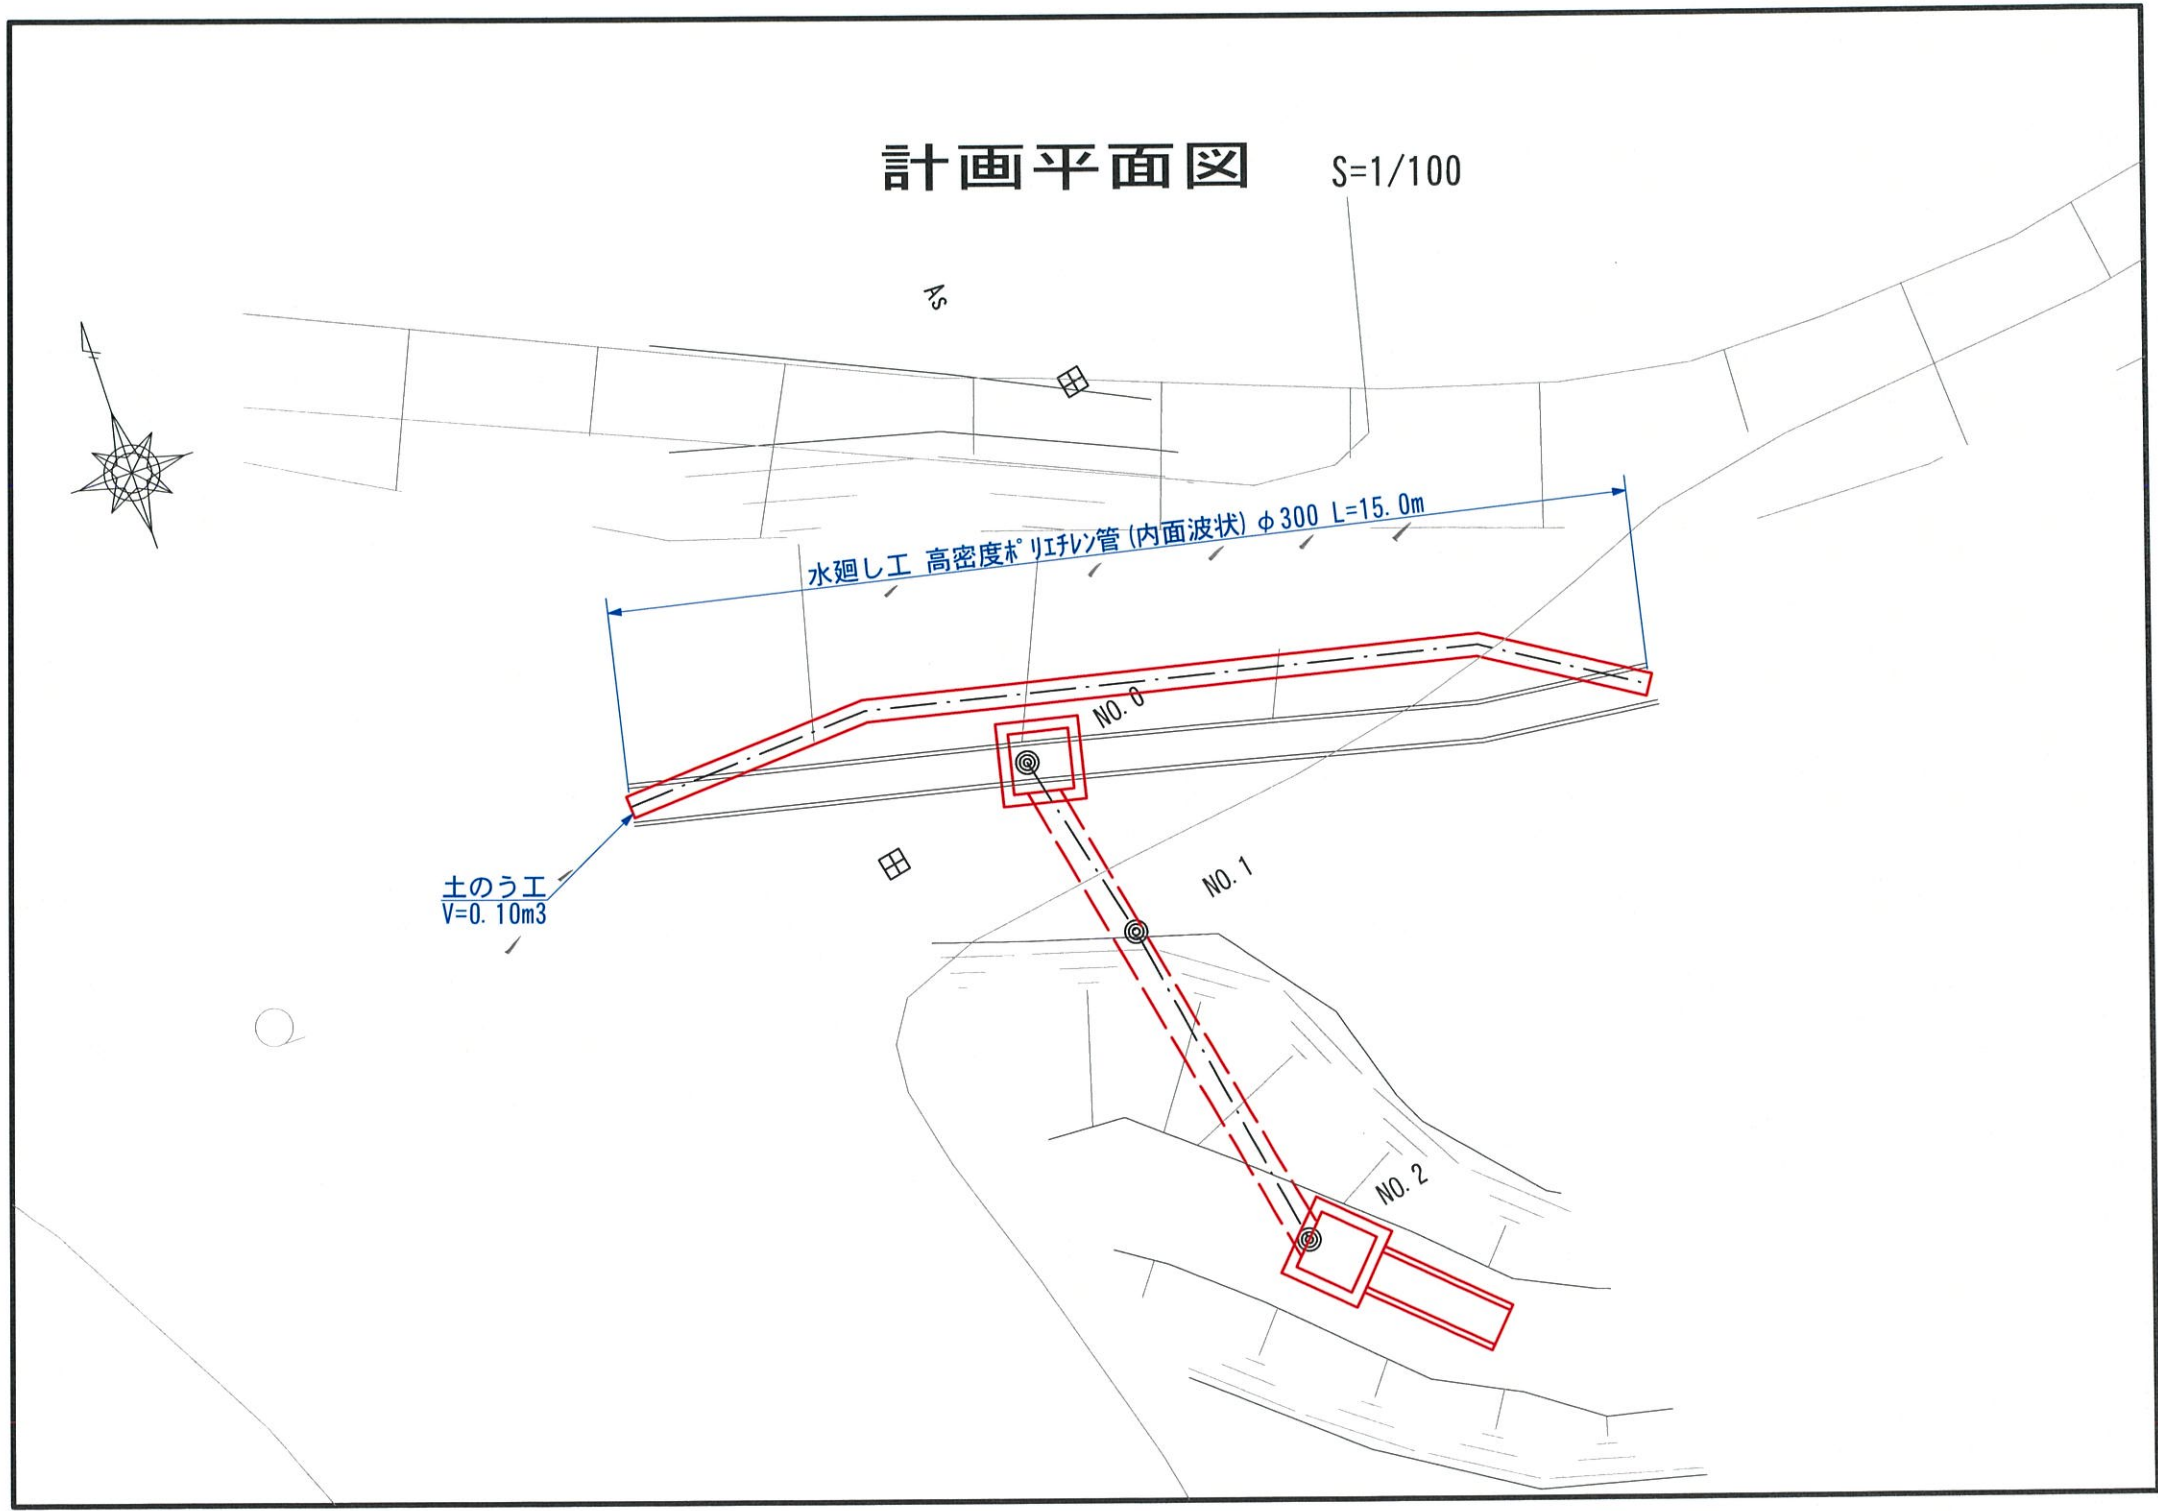 計画平面図 S=1/100
AS
水廻し工 高密度ﾎﾟﾘｴﾁﾚﾝ管(内面波状)φ300 L=15.0m
NO.0
土のう工
V=0.10m3
NO.1
NO.2